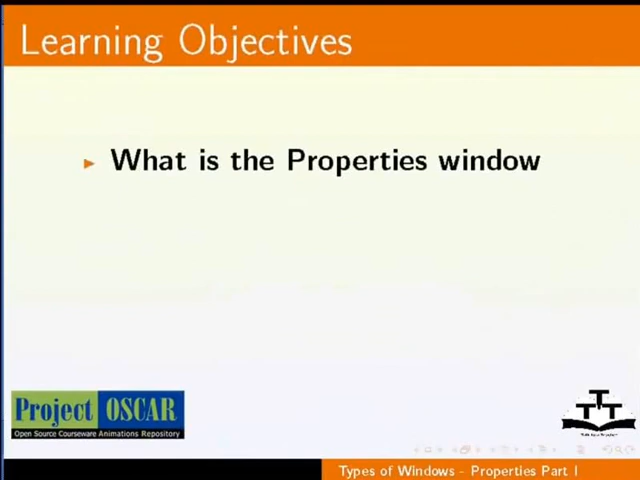 Learning Objectives
What is the Properties window
Project OSCAR
Open Source Courseware Animations Repository
TTT
Types of Windows - Properties Part I